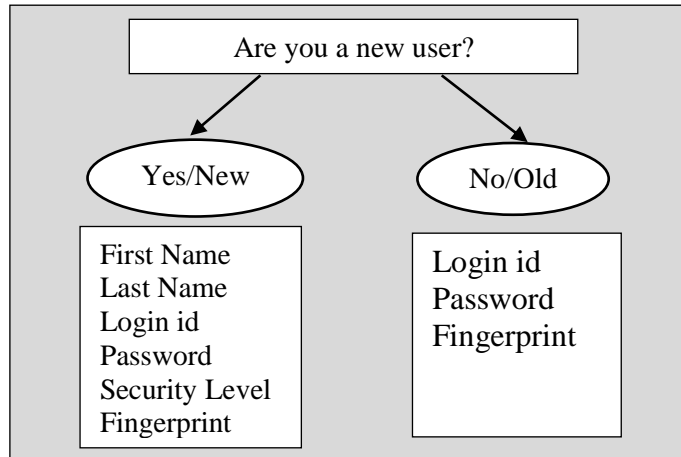 Are you a new user?
Yes/New
No/Old
First Name
Last Name
Login id
Password
Security Level
Fingerprint
Login id
Password
Fingerprint